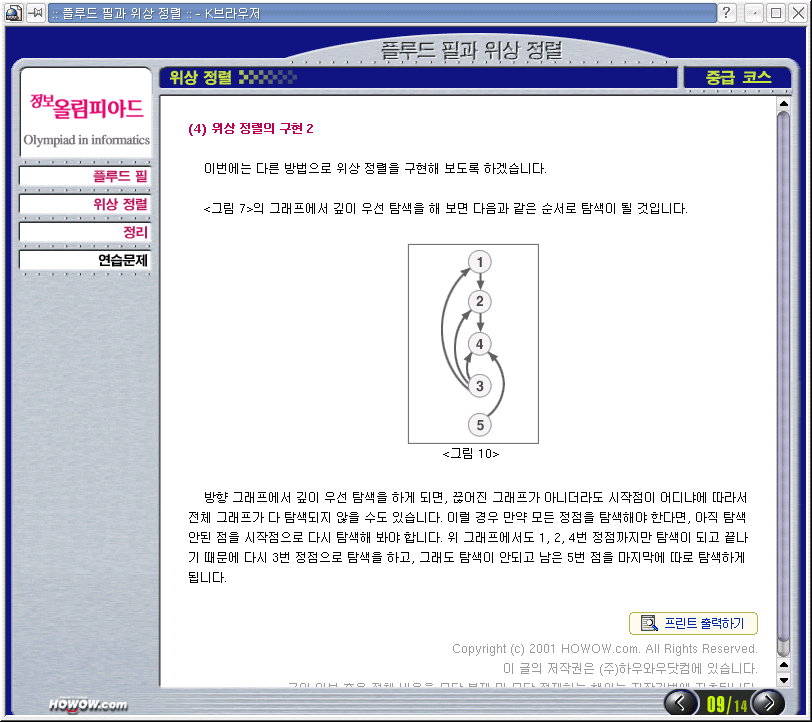 :: 플루드 필과 위상 정렬 :: - K브라우저
플루드 필과 위상 정렬
위상 정렬
중급 코스
정보올림피아드
Olympiad in informatics
플루드 필
위상 정렬
정리
연습문제
(4) 위상 정렬의 구현 2
이번에는 다른 방법으로 위상 정렬을 구현해 보도록 하겠습니다.
<그림 7>의 그래프에서 깊이 우선 탐색을 해 보면 다음과 같은 순서로 탐색이 될 것입니다.
1
2
4
3
5
<그림 10>
방향 그래프에서 깊이 우선 탐색을 하게 되면, 끊어진 그래프가 아니더라도 시작점이 어디냐에 따라서
전체 그래프가 다 탐색되지 않을 수도 있습니다. 이럴 경우 만약 모든 정점을 탐색해야 한다면, 아직 탐색
안된 점을 시작점으로 다시 탐색해 봐야 합니다. 위 그래프에서도 1, 2, 4번 정점까지만 탐색이 되고 끝나
기 때문에 다시 3번 정점으로 탐색을 하고, 그래도 탐색이 안되고 남은 5번 점을 마지막에 따로 탐색하게
됩니다.
프린트 출력하기
Copyright (c) 2001 HOWOW.com. All Rights Reserved.
이 글의 저작권은 (주)하우와우닷컴에 있습니다.
HOWOW.com
09/14